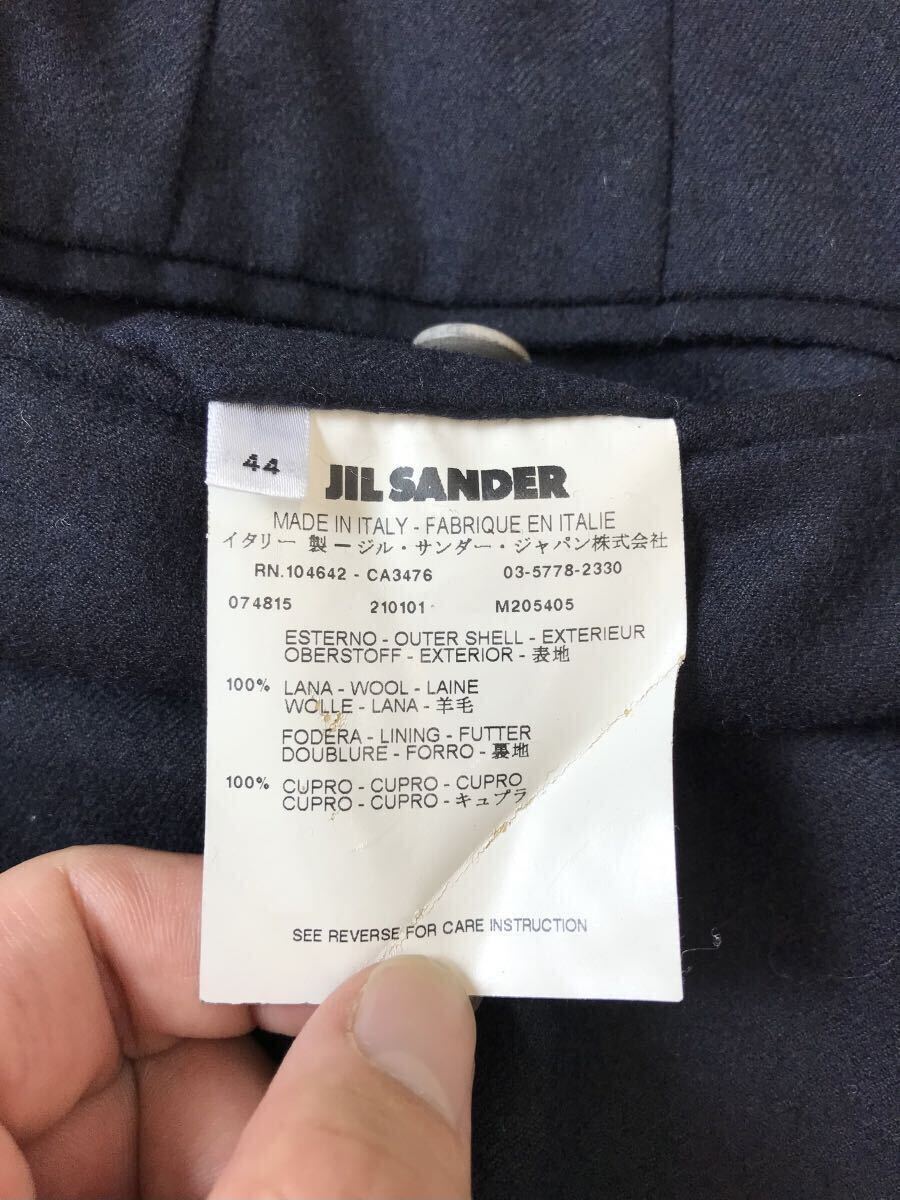 44
JIL SANDER
MADE IN ITALY - FABRIQUE EN ITALIE
イタリー 製 ー ジル・サンダー・ジャパン株式会社
RN.104642 - CA3476 03-5778-2330
074815 210101 M205405
ESTERNO - OUTER SHELL - EXTERIEUR
OBERSTOFF - EXTERIOR - 表地
100% LANA - WOOL - LAINE
WOLLE - LANA - 羊毛
FODERA - LINING - FUTTER
DOUBLURE - FORRO - 裏地
100% CUPRO - CUPRO - CUPRO
CUPRO - CUPRO - キュプラ
SEE REVERSE FOR CARE INSTRUCTION